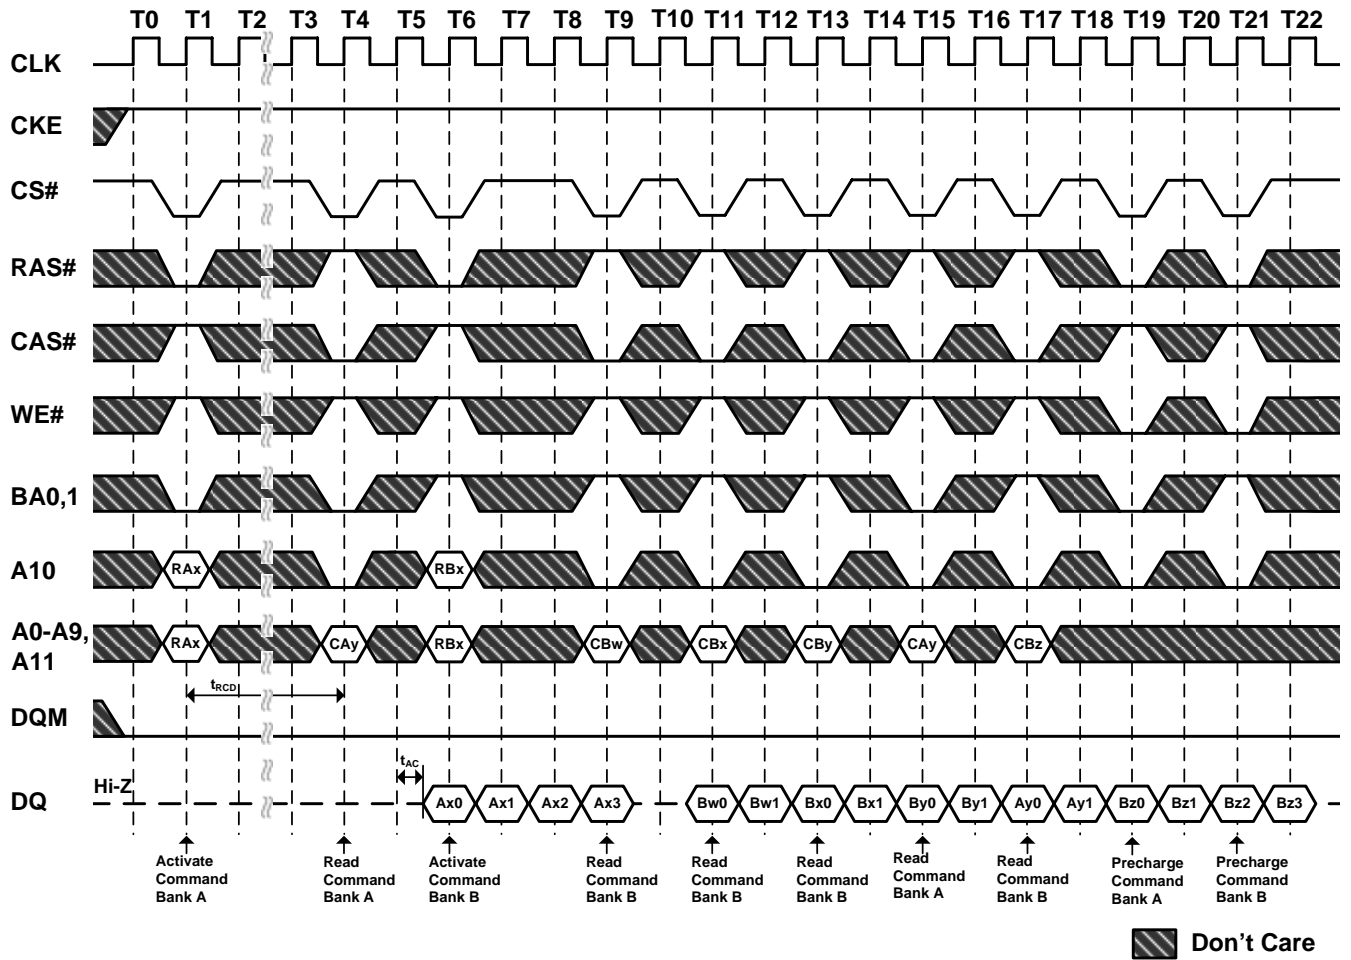 T0 T1 T2 T3 T4 T5 T6 T7 T8 T9 T10 T11 T12 T13 T14 T15 T16 T17 T18 T19 T20 T21 T22
CLK
CKE
CS#
RAS#
CAS#
WE#
BA0,1
A10 RAx RBx
A0-A9,
A11
RAx CAy RBx CBw CBx CBy CAy CBz
tRCD
DQM
tAC
Hi-Z
DQ Ax0 Ax1 Ax2 Ax3 Bw0 Bw1 Bx0 Bx1 By0 By1 Ay0 Ay1 Bz0 Bz1 Bz2 Bz3
Activate
Command
Bank A
Read
Command
Bank A
Activate
Command
Bank B
Read
Command
Bank B
Read
Command
Bank B
Read
Command
Bank B
Read
Command
Bank A
Read
Command
Bank B
Precharge
Command
Bank A
Precharge
Command
Bank B
Don't Care